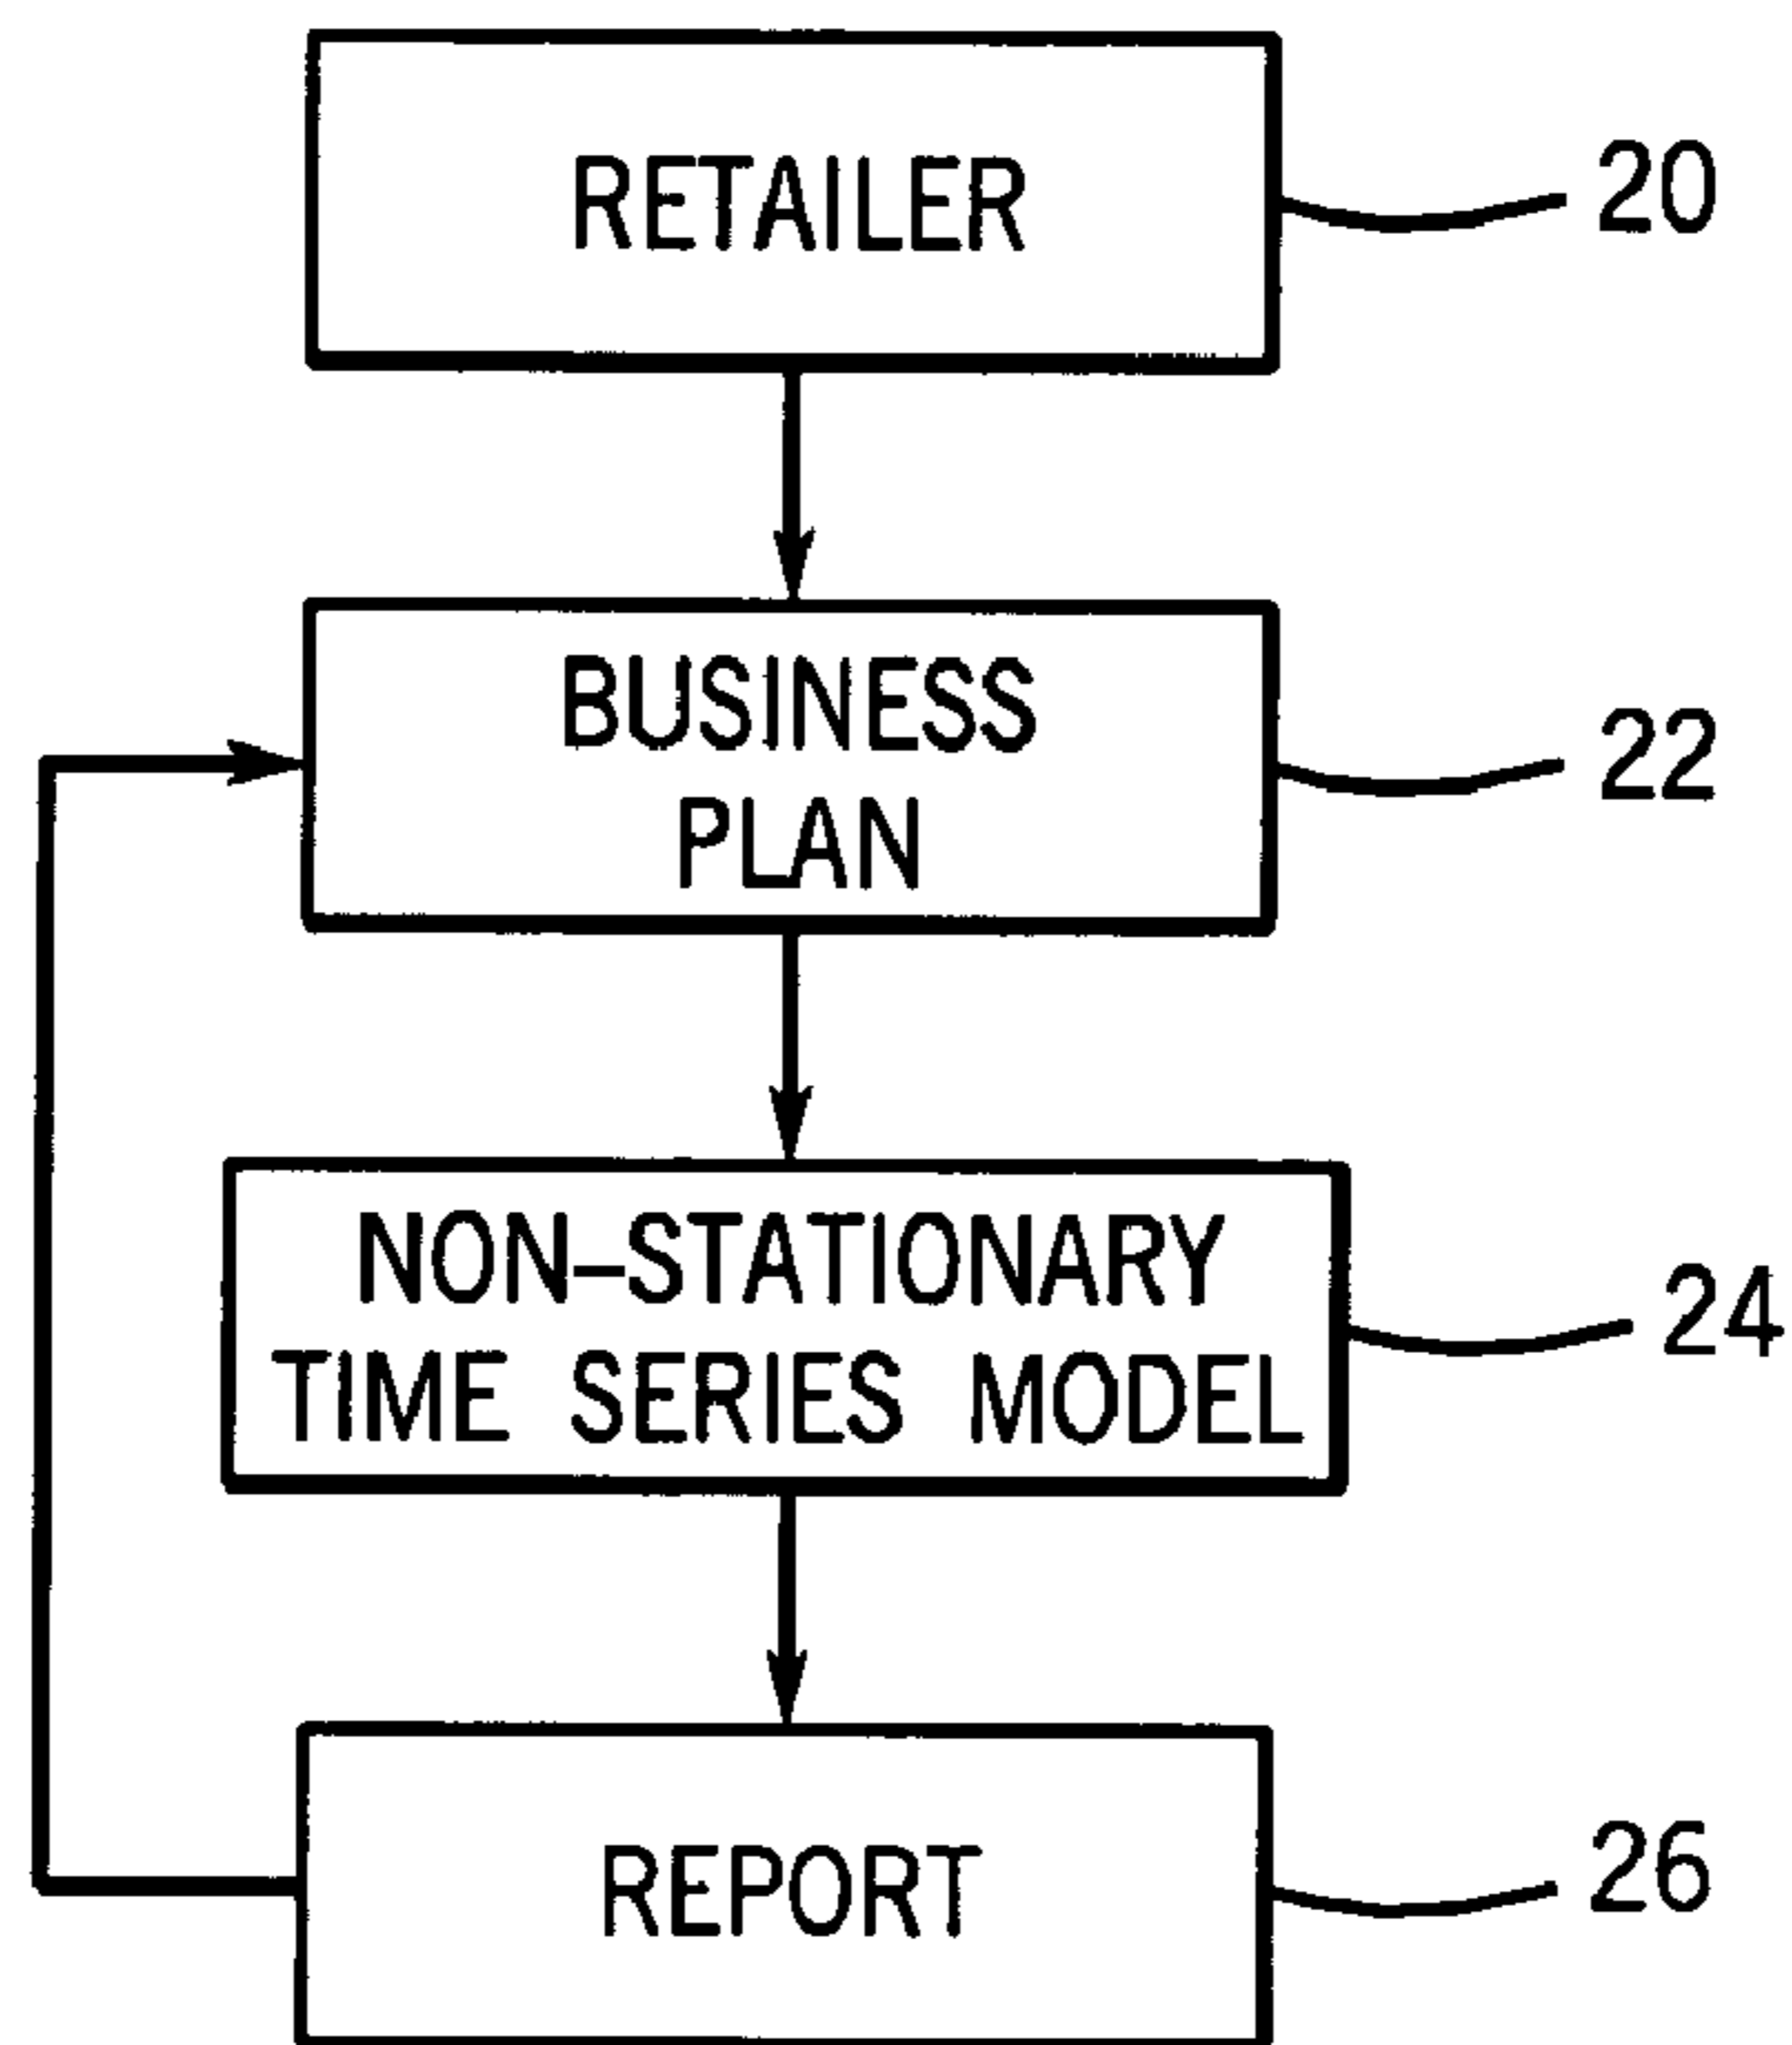 RETAILER
20
BUSINESS
PLAN
22
NON-STATIONARY
TIME SERIES MODEL
24
REPORT
26